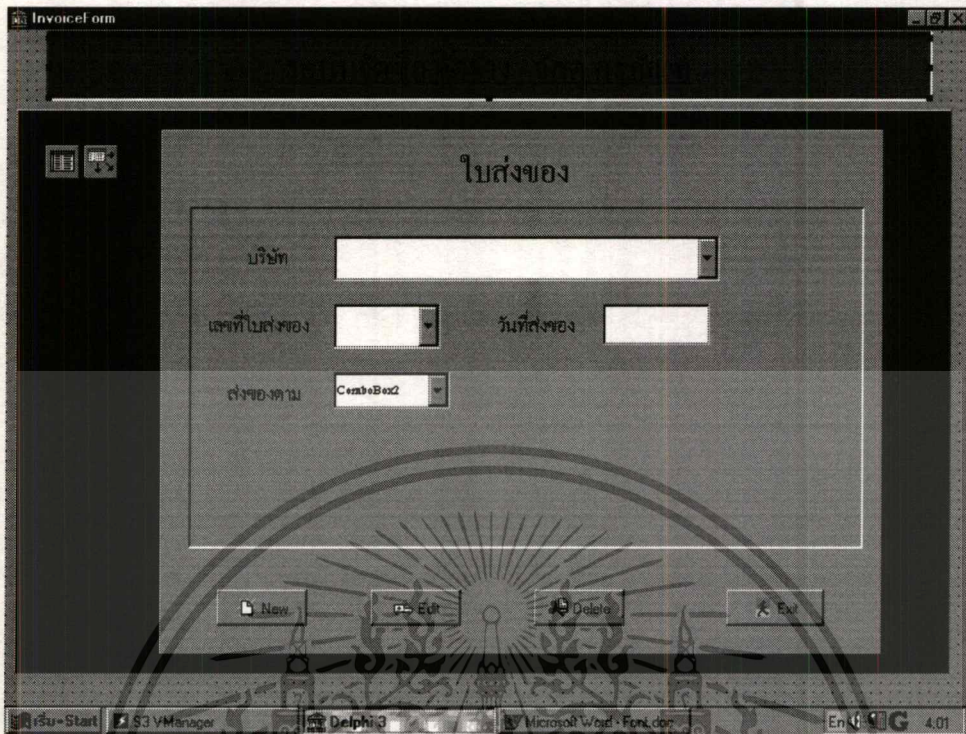 InvoiceForm
ใบส่งของ
บริษัท
เลขที่ใบส่งของ วันที่ส่งของ
ส่งของตาม ComboBox2
New Edit Delete Exit
เริ่ม-Start S3 V-Manager Delphi 3 Microsoft Word - Font.doc En 4:01